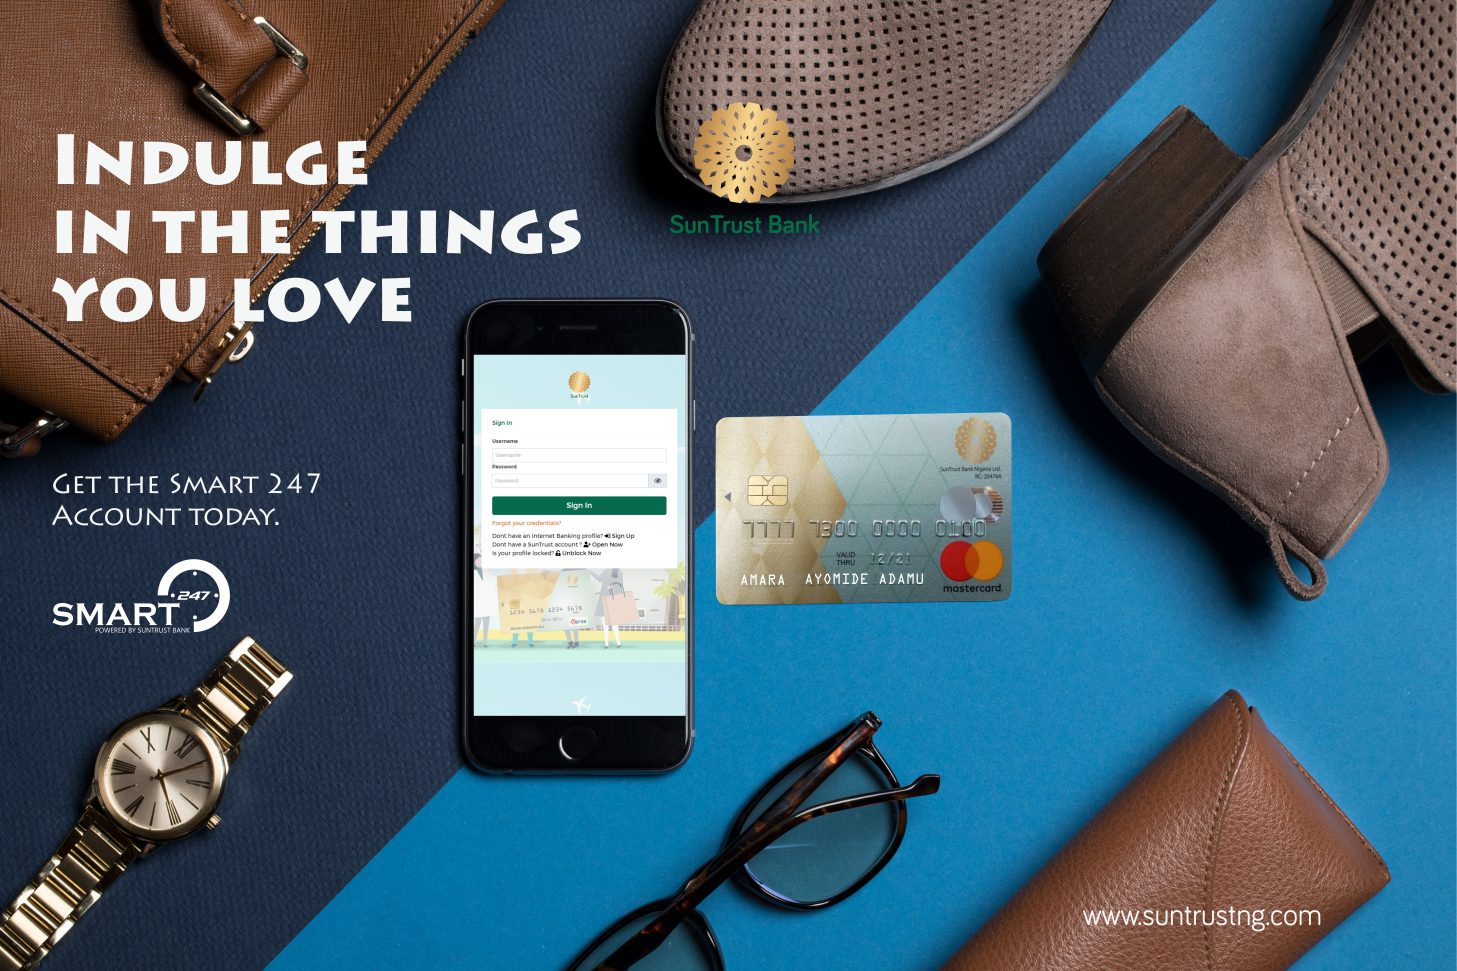 INDULGE
IN THE THINGS
YOU LOVE
SunTrust Bank
GET THE SMART 247
ACCOUNT TODAY.
SMART 247
POWERED BY SUNTRUST BANK
SunTrust
Sign In
Username
Username
Password
Password
Sign In
Forgot your credentials?
Dont have an Internet Banking profile? Sign Up
Dont have a SunTrust account ? Open Now
Is your profile locked? Unblock Now
1234 5678 1234 5678
Verve
SunTrust Bank Nigeria Ltd.
RC: 204764
7777 7300 0000 0100
VALID
THRU 12/21
AMARA AYOMIDE ADAMU
mastercard.
www.suntrustng.com